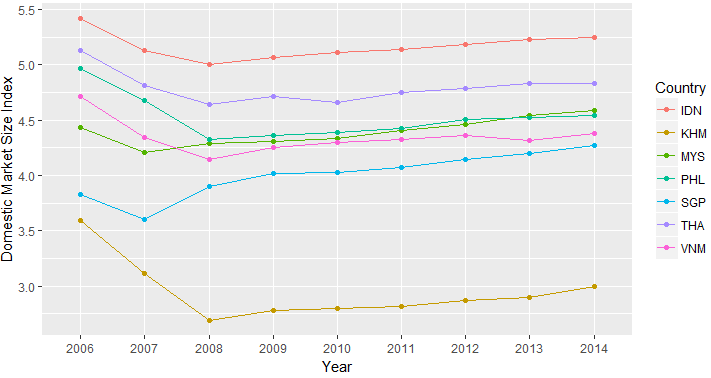 5.5
5.0
4.5
4.0
3.5
3.0
Domestic Market Size Index
2006 2007 2008 2009 2010 2011 2012 2013 2014
Year
Country
IDN
KHM
MYS
PHL
SGP
THA
VNM